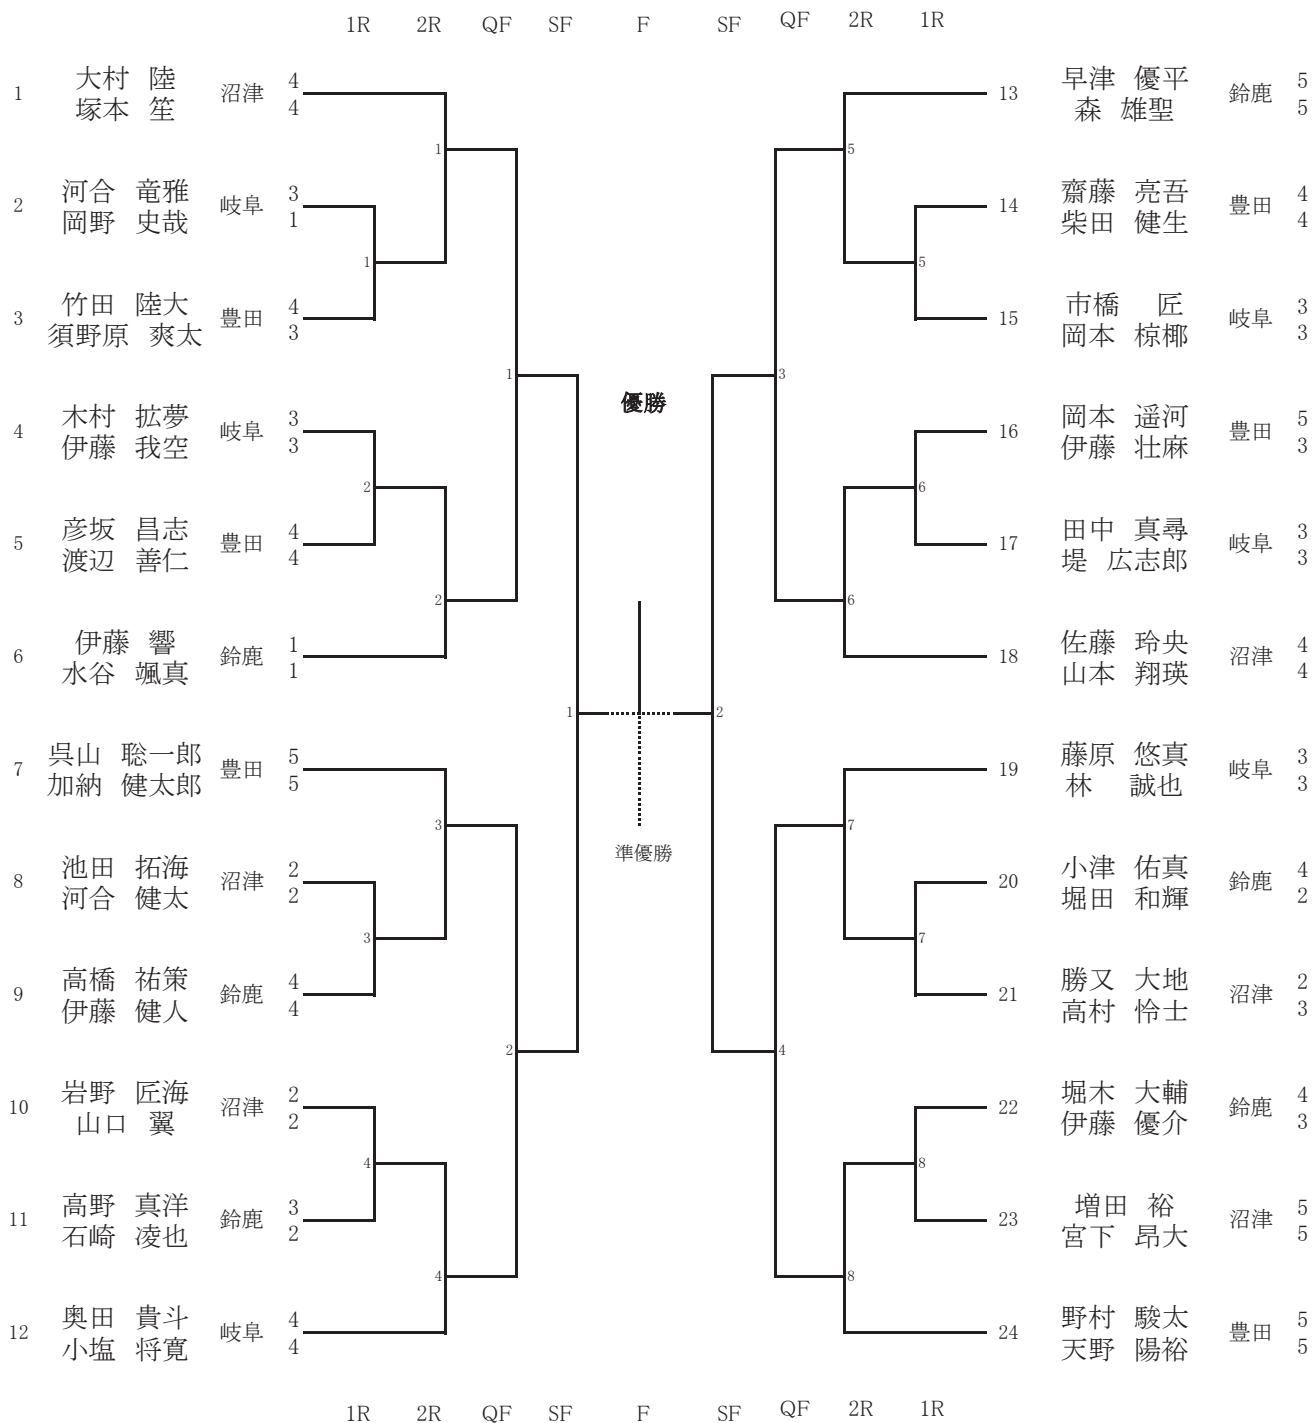 1R 2R QF SF F SF QF 2R 1R
1 大村 陸 塚本 笙 沼津 4 4
2 河合 竜雅 岡野 史哉 岐阜 3 1
3 竹田 陸大 須野原 爽太 豊田 4 3
4 木村 拡夢 伊藤 我空 岐阜 3 3
5 彦坂 昌志 渡辺 善仁 豊田 4 4
6 伊藤 響 水谷 颯真 鈴鹿 1 1
7 呉山 聡一郎 加納 健太郎 豊田 5 5
8 池田 拓海 河合 健太 沼津 2 2
9 高橋 祐策 伊藤 健人 鈴鹿 4 4
10 岩野 匠海 山口 翼 沼津 2 2
11 高野 真洋 石崎 凌也 鈴鹿 3 2
12 奥田 貴斗 小塩 将寛 岐阜 4 4
1
2
3
4
1
2
3
4
1
2
1
優勝
準優勝
2
3
4
5
6
7
8
5
6
7
8
13 早津 優平 森 雄聖 鈴鹿 5 5
14 齋藤 亮吾 柴田 健生 豊田 4 4
15 市橋 匠 岡本 椋椰 岐阜 3 3
16 岡本 遥河 伊藤 壮麻 豊田 5 3
17 田中 真尋 堤 広志郎 岐阜 3 3
18 佐藤 玲央 山本 翔瑛 沼津 4 4
19 藤原 悠真 林 誠也 岐阜 3 3
20 小津 佑真 堀田 和輝 鈴鹿 4 2
21 勝又 大地 高村 怜士 沼津 2 3
22 堀木 大輔 伊藤 優介 鈴鹿 4 3
23 増田 裕 宮下 昂大 沼津 5 5
24 野村 駿太 天野 陽裕 豊田 5 5
1R 2R QF SF F SF QF 2R 1R